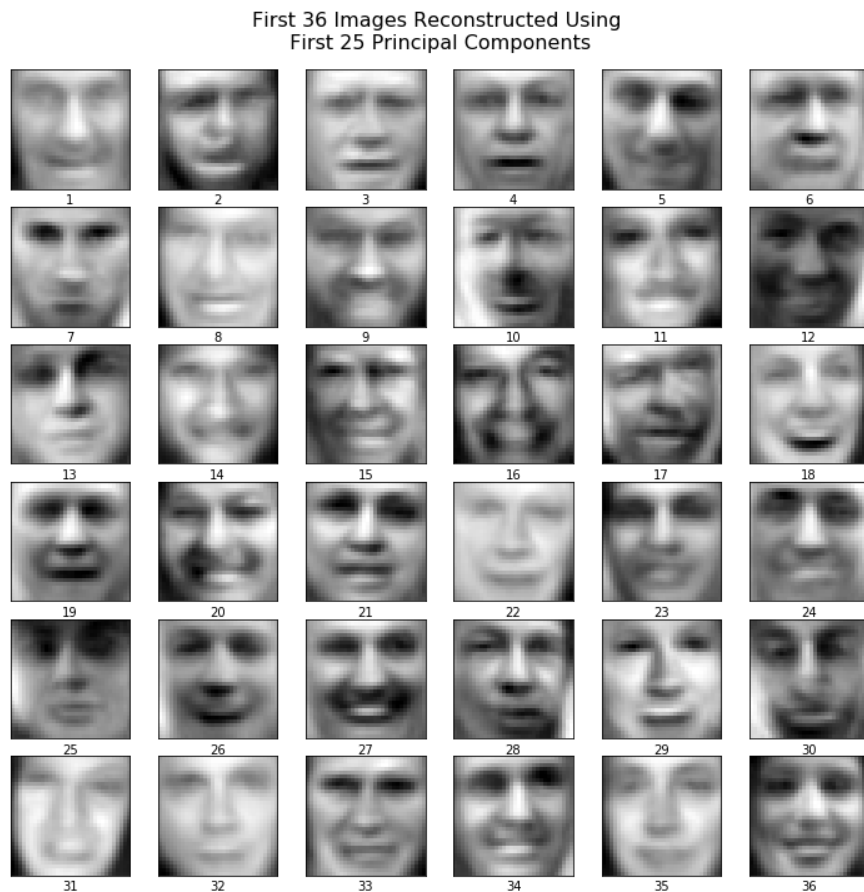 First 36 Images Reconstructed Using
First 25 Principal Components
1 2 3 4 5 6
7 8 9 10 11 12
13 14 15 16 17 18
19 20 21 22 23 24
25 26 27 28 29 30
31 32 33 34 35 36